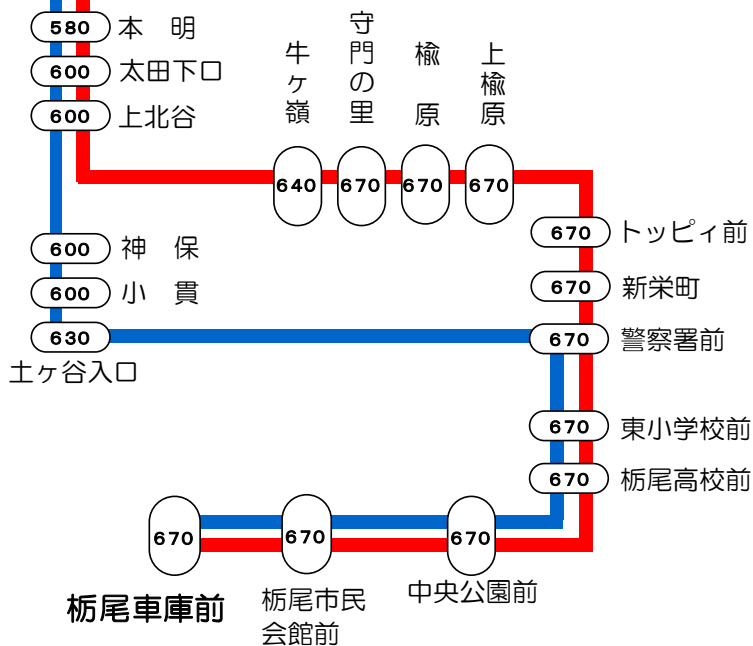 580 本 明
600 太田下口
600 上北谷
牛ヶ嶺
守門の里
楡 原
上楡原
640
670
670
670
670 トッピィ前
600 神 保
600 小 貫
630
土ヶ谷入口
670 新栄町
670 警察署前
670 東小学校前
670 栃尾高校前
670
670
670
栃尾車庫前
栃尾市民
会館前
中央公園前